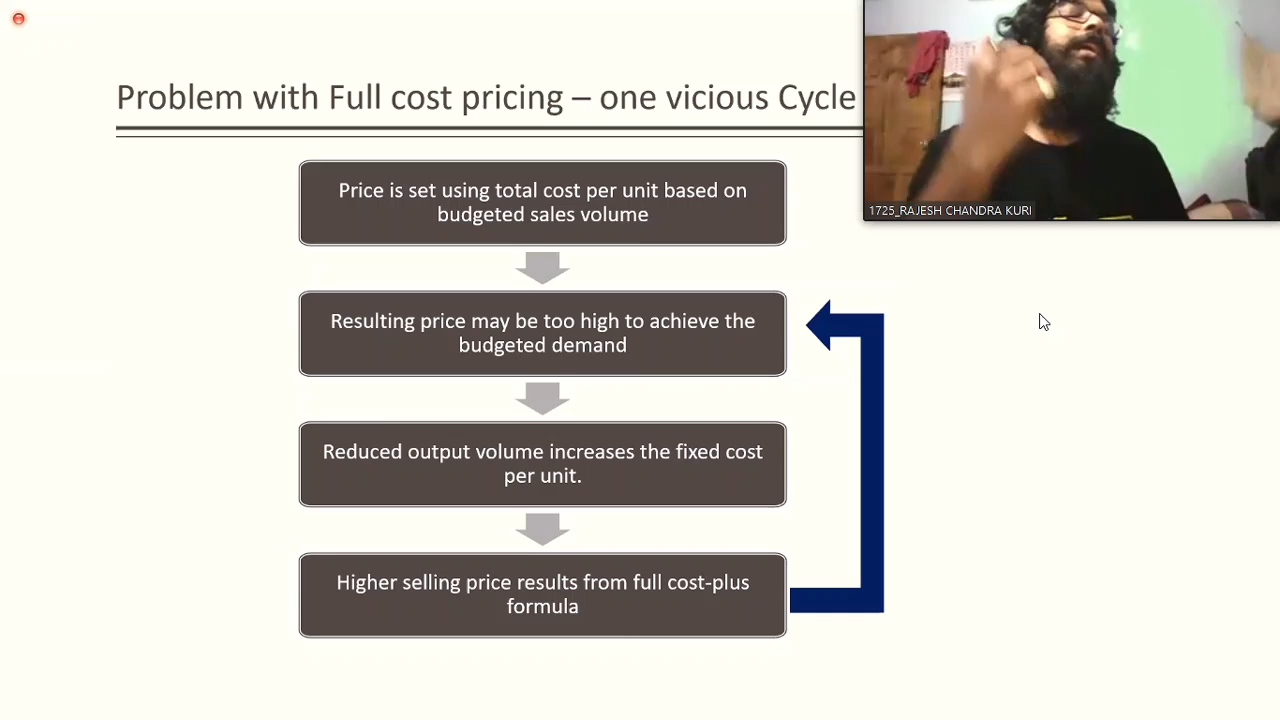 Problem with Full cost pricing – one vicious Cycle
1725_RAJESH CHANDRA KURI
Price is set using total cost per unit based on
budgeted sales volume
Resulting price may be too high to achieve the
budgeted demand
Reduced output volume increases the fixed cost
per unit.
Higher selling price results from full cost-plus
formula